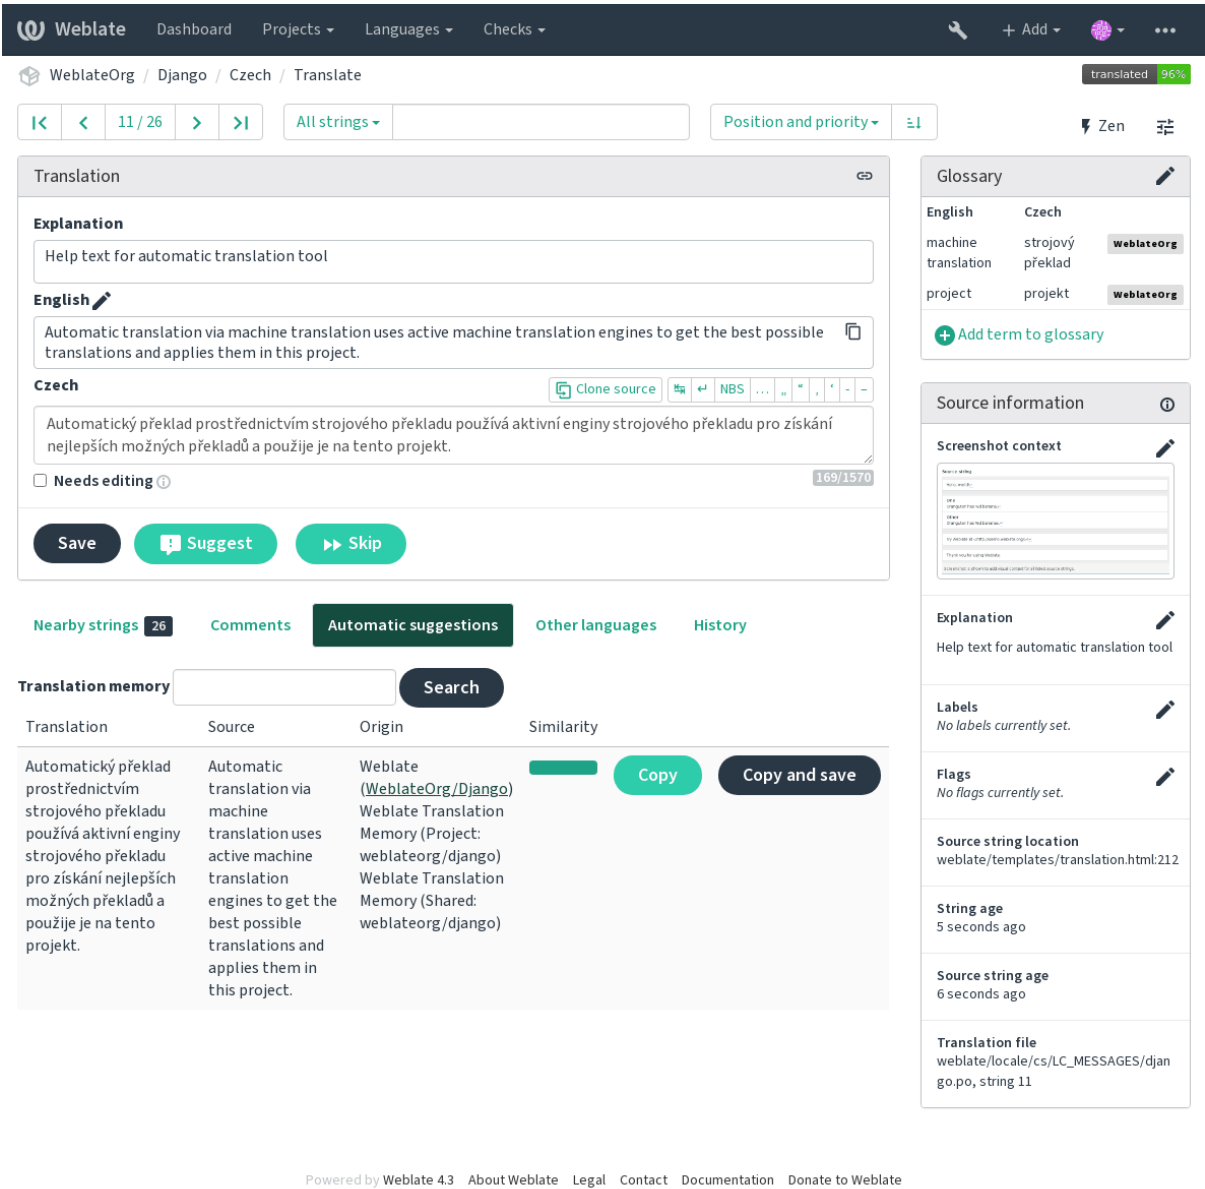 Weblate Dashboard Projects Languages Checks Add
WeblateOrg / Django / Czech / Translate translated 96%
11 / 26 All strings Position and priority Zen
Translation
Explanation
Help text for automatic translation tool
English
Automatic translation via machine translation uses active machine translation engines to get the best possible
translations and applies them in this project.
Czech Clone source ↹ ↵ NBS … „ “ ‚ ‘ - –
Automatický překlad prostřednictvím strojového překladu používá aktivní enginy strojového překladu pro získání
nejlepších možných překladů a použije je na tento projekt.
Needs editing 169/1570
Save Suggest Skip
Nearby strings 26 Comments Automatic suggestions Other languages History
Translation memory Search
Translation Source Origin Similarity
Automatický překlad
prostřednictvím
strojového překladu
používá aktivní enginy
strojového překladu
pro získání nejlepších
možných překladů a
použije je na tento
projekt.
Automatic
translation via
machine
translation uses
active machine
translation
engines to get the
best possible
translations and
applies them in
this project.
Weblate
(WeblateOrg/Django)
Weblate Translation
Memory (Project:
weblateorg/django)
Weblate Translation
Memory (Shared:
weblateorg/django)
Copy Copy and save
Glossary
English Czech
machine translation strojový překlad WeblateOrg
project projekt WeblateOrg
Add term to glossary
Source information
Screenshot context
Explanation
Help text for automatic translation tool
Labels
No labels currently set.
Flags
No flags currently set.
Source string location
weblate/templates/translation.html:212
String age
5 seconds ago
Source string age
6 seconds ago
Translation file
weblate/locale/cs/LC_MESSAGES/djan
go.po, string 11
Powered by Weblate 4.3 About Weblate Legal Contact Documentation Donate to Weblate